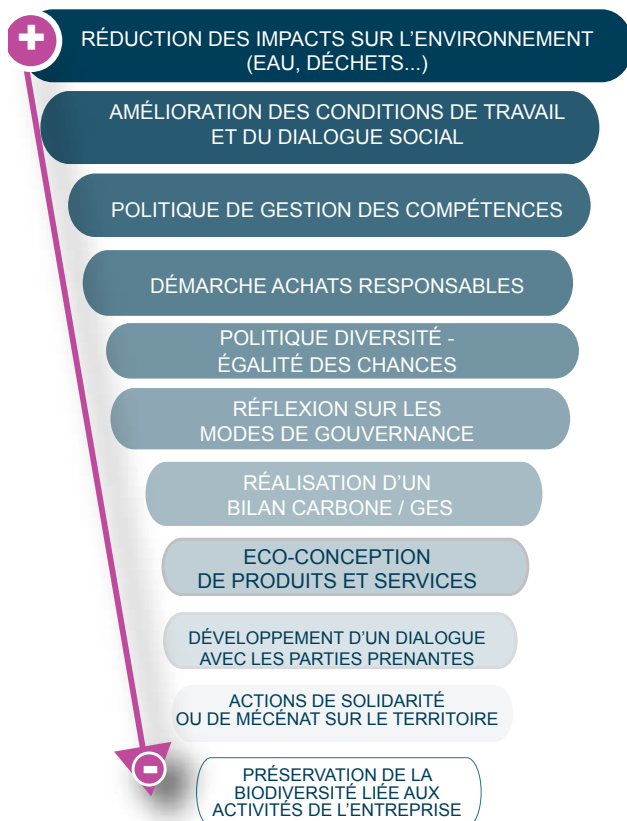 +
RÉDUCTION DES IMPACTS SUR L'ENVIRONNEMENT
(EAU, DÉCHETS...)
AMÉLIORATION DES CONDITIONS DE TRAVAIL
ET DU DIALOGUE SOCIAL
POLITIQUE DE GESTION DES COMPÉTENCES
DÉMARCHE ACHATS RESPONSABLES
POLITIQUE DIVERSITÉ -
ÉGALITÉ DES CHANCES
RÉFLEXION SUR LES
MODES DE GOUVERNANCE
RÉALISATION D'UN
BILAN CARBONE / GES
ECO-CONCEPTION
DE PRODUITS ET SERVICES
DÉVELOPPEMENT D'UN DIALOGUE
AVEC LES PARTIES PRENANTES
ACTIONS DE SOLIDARITÉ
OU DE MÉCÉNAT SUR LE TERRITOIRE
-
PRÉSERVATION DE LA
BIODIVERSITÉ LIÉE AUX
ACTIVITÉS DE L'ENTREPRISE